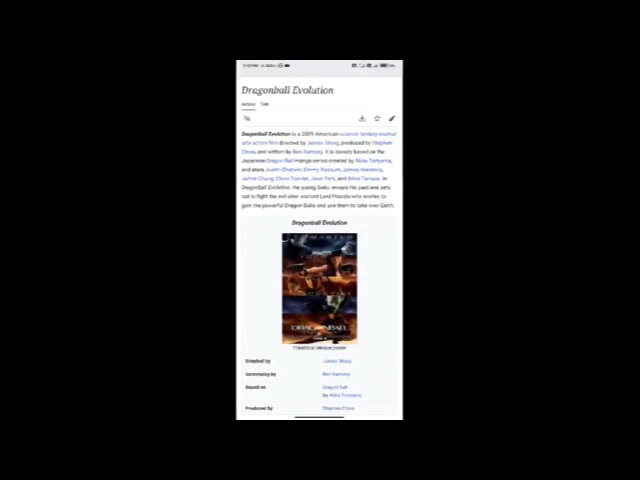 Dragonball Evolution
Article Talk
Dragonball Evolution is a 2009 American science fantasy martial
arts action film directed by James Wong, produced by Stephen
Chow, and written by Ben Ramsey. It is loosely based on the
Japanese Dragon Ball manga series created by Akira Toriyama,
and stars Justin Chatwin, Emmy Rossum, James Marsters,
Jamie Chung, Chow Yun-fat, Joon Park, and Eriko Tamura. In
Dragonball Evolution, the young Goku reveals his past and sets
out to fight the evil alien warlord Lord Piccolo who wishes to
gain the powerful Dragon Balls and use them to take over Earth.
Dragonball Evolution
DRAGONBALL
Theatrical release poster
Directed by James Wong
Screenplay by Ben Ramsey
Based on Dragon Ball
by Akira Toriyama
Produced by Stephen Chow